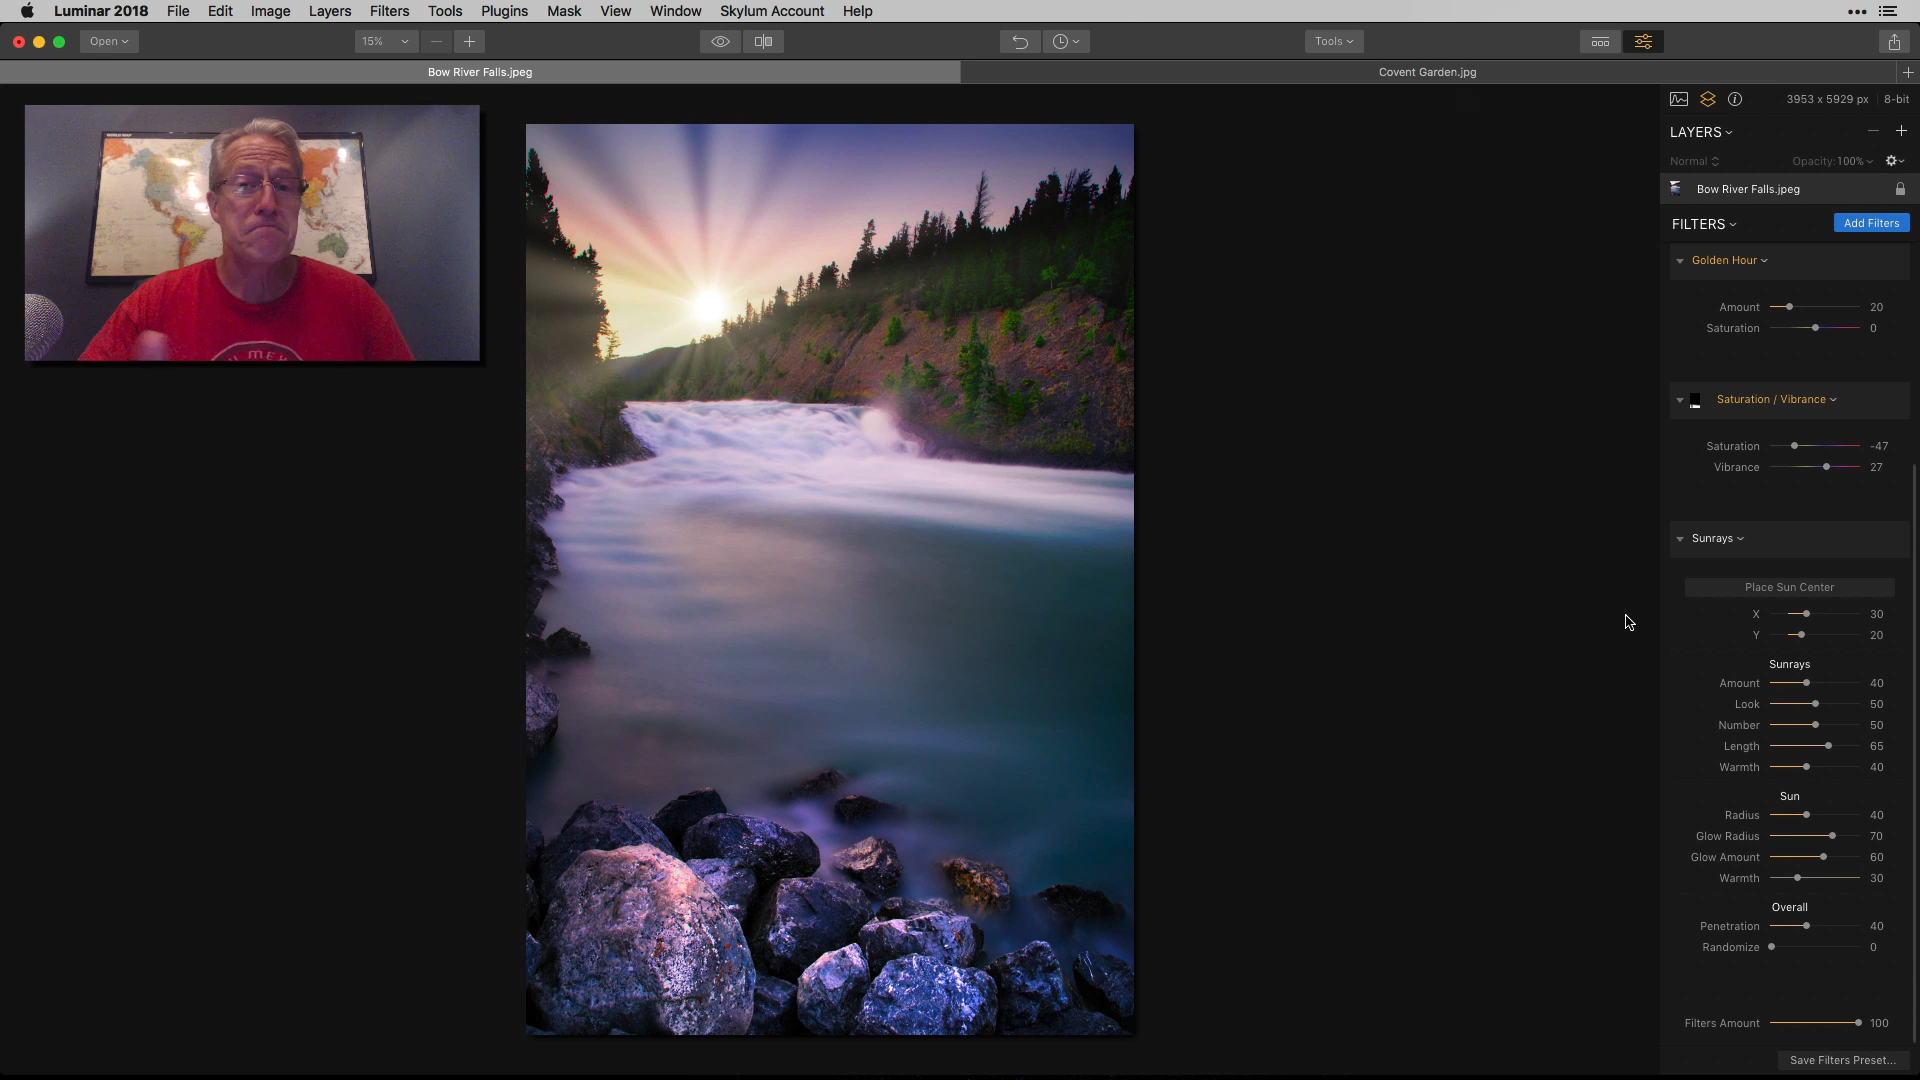 Luminar 2018 File Edit Image Layers Filters Tools Plugins Mask View Window Skylum Account Help
Open 15% Tools
Bow River Falls.jpeg Covent Garden.jpg
3953 x 5929 px 8-bit
LAYERS
Normal Opacity: 100%
Bow River Falls.jpeg
FILTERS Add Filters
Golden Hour
Amount 20
Saturation 0
Saturation / Vibrance
Saturation -47
Vibrance 27
Sunrays
Place Sun Center
X 30
Y 20
Sunrays
Amount 40
Look 50
Number 50
Length 65
Warmth 40
Sun
Radius 40
Glow Radius 70
Glow Amount 60
Warmth 30
Overall
Penetration 40
Randomize 0
Filters Amount 100
Save Filters Preset...